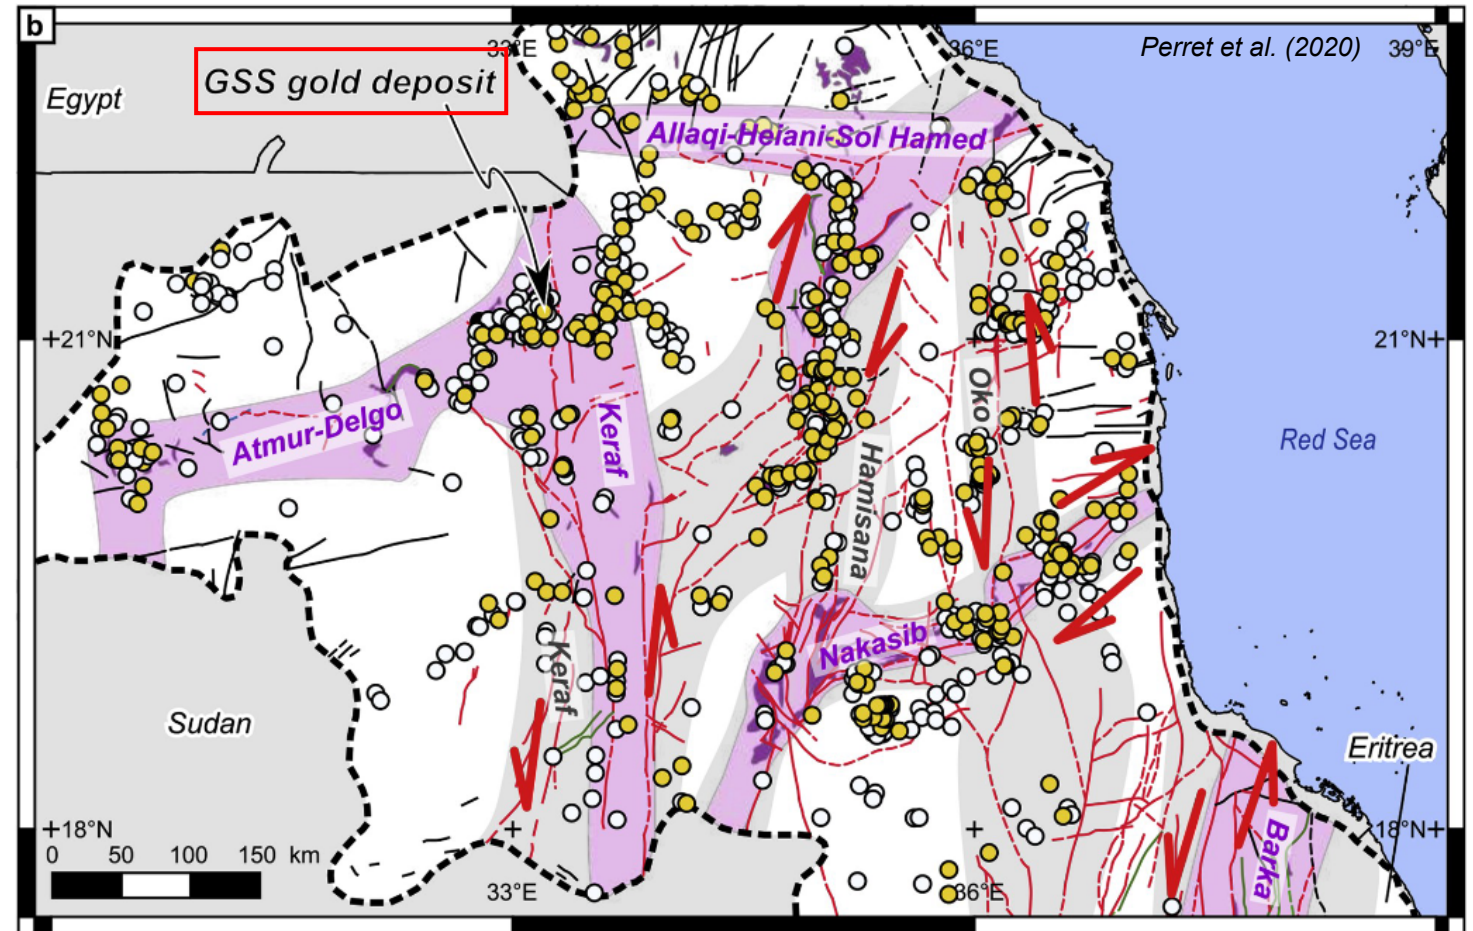 b
33°E
36°E
Perret et al. (2020)
39°E
GSS gold deposit
Egypt
Allaqi-Heiani-Sol Hamed
+21°N
21°N+
Oko
Atmur-Delgo
Keraf
Red Sea
Hamisana
Nakasib
Keraf
Sudan
Eritrea
+18°N
18°N+
Barka
0 50 100 150 km
33°E
36°E